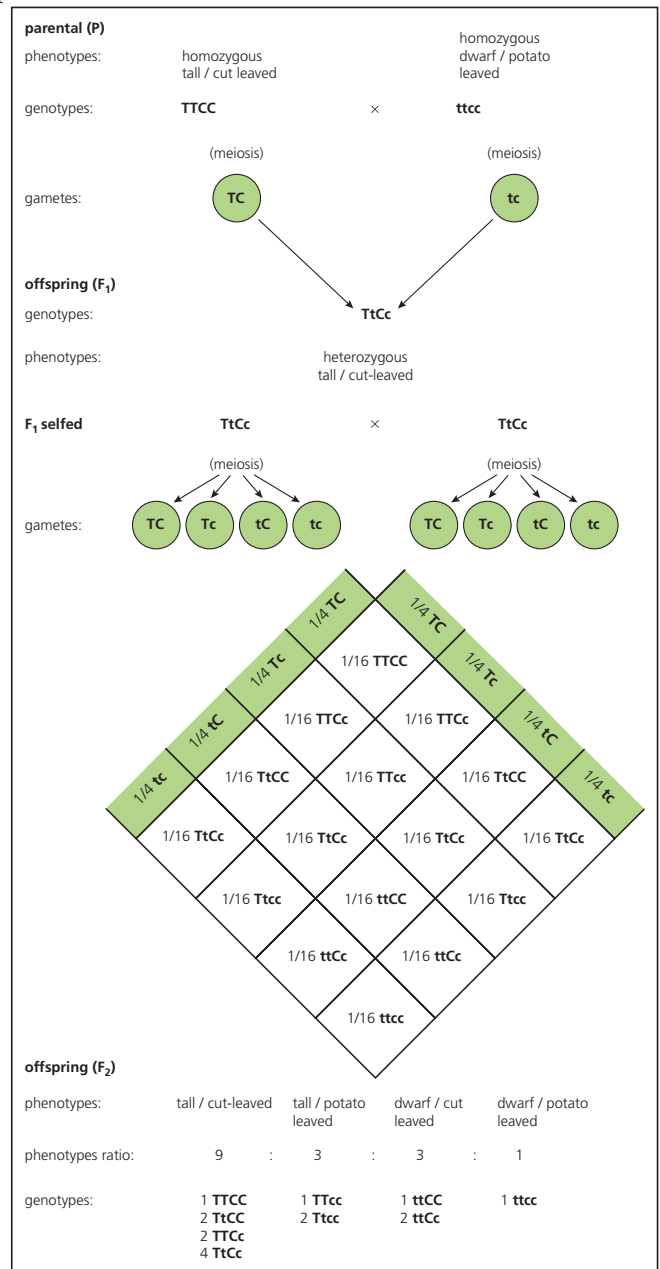 parental (P)
phenotypes: homozygous tall / cut leaved homozygous dwarf / potato leaved
genotypes: TTCC × ttcc
(meiosis) (meiosis)
gametes: TC tc
offspring (F₁)
genotypes: TtCc
phenotypes: heterozygous
tall / cut-leaved
F₁ selfed TtCc × TtCc
(meiosis) (meiosis)
gametes: TC Tc tC tc TC Tc tC tc
1/4 TC 1/4 TC
1/4 Tc 1/4 Tc
1/4 tC 1/4 tC
1/4 tc 1/4 tc
1/16 TTCC
1/16 TTCc 1/16 TTCc
1/16 TtCC 1/16 TTcc 1/16 TtCC
1/16 TtCc 1/16 TtCc 1/16 TtCc 1/16 TtCc
1/16 Ttcc 1/16 ttCC 1/16 Ttcc
1/16 ttCc 1/16 ttCc
1/16 ttcc
offspring (F₂)
phenotypes: tall / cut-leaved tall / potato leaved dwarf / cut leaved dwarf / potato leaved
phenotypes ratio: 9 : 3 : 3 : 1
genotypes: 1 TTCC 1 TTcc 1 ttCC 1 ttcc
2 TtCC 2 Ttcc 2 ttCc
2 TTCc
4 TtCc